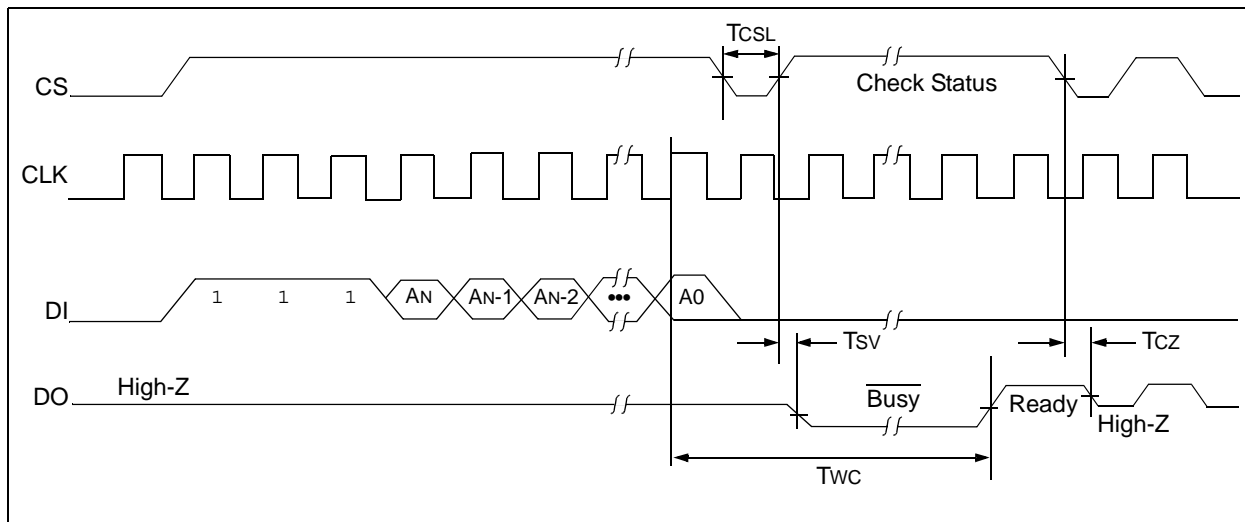 TCSL
CS
Check Status
CLK
DI
1 1 1 AN AN-1 AN-2 ••• A0
TSV
TCZ
DO
High-Z
Busy
Ready
High-Z
TWC